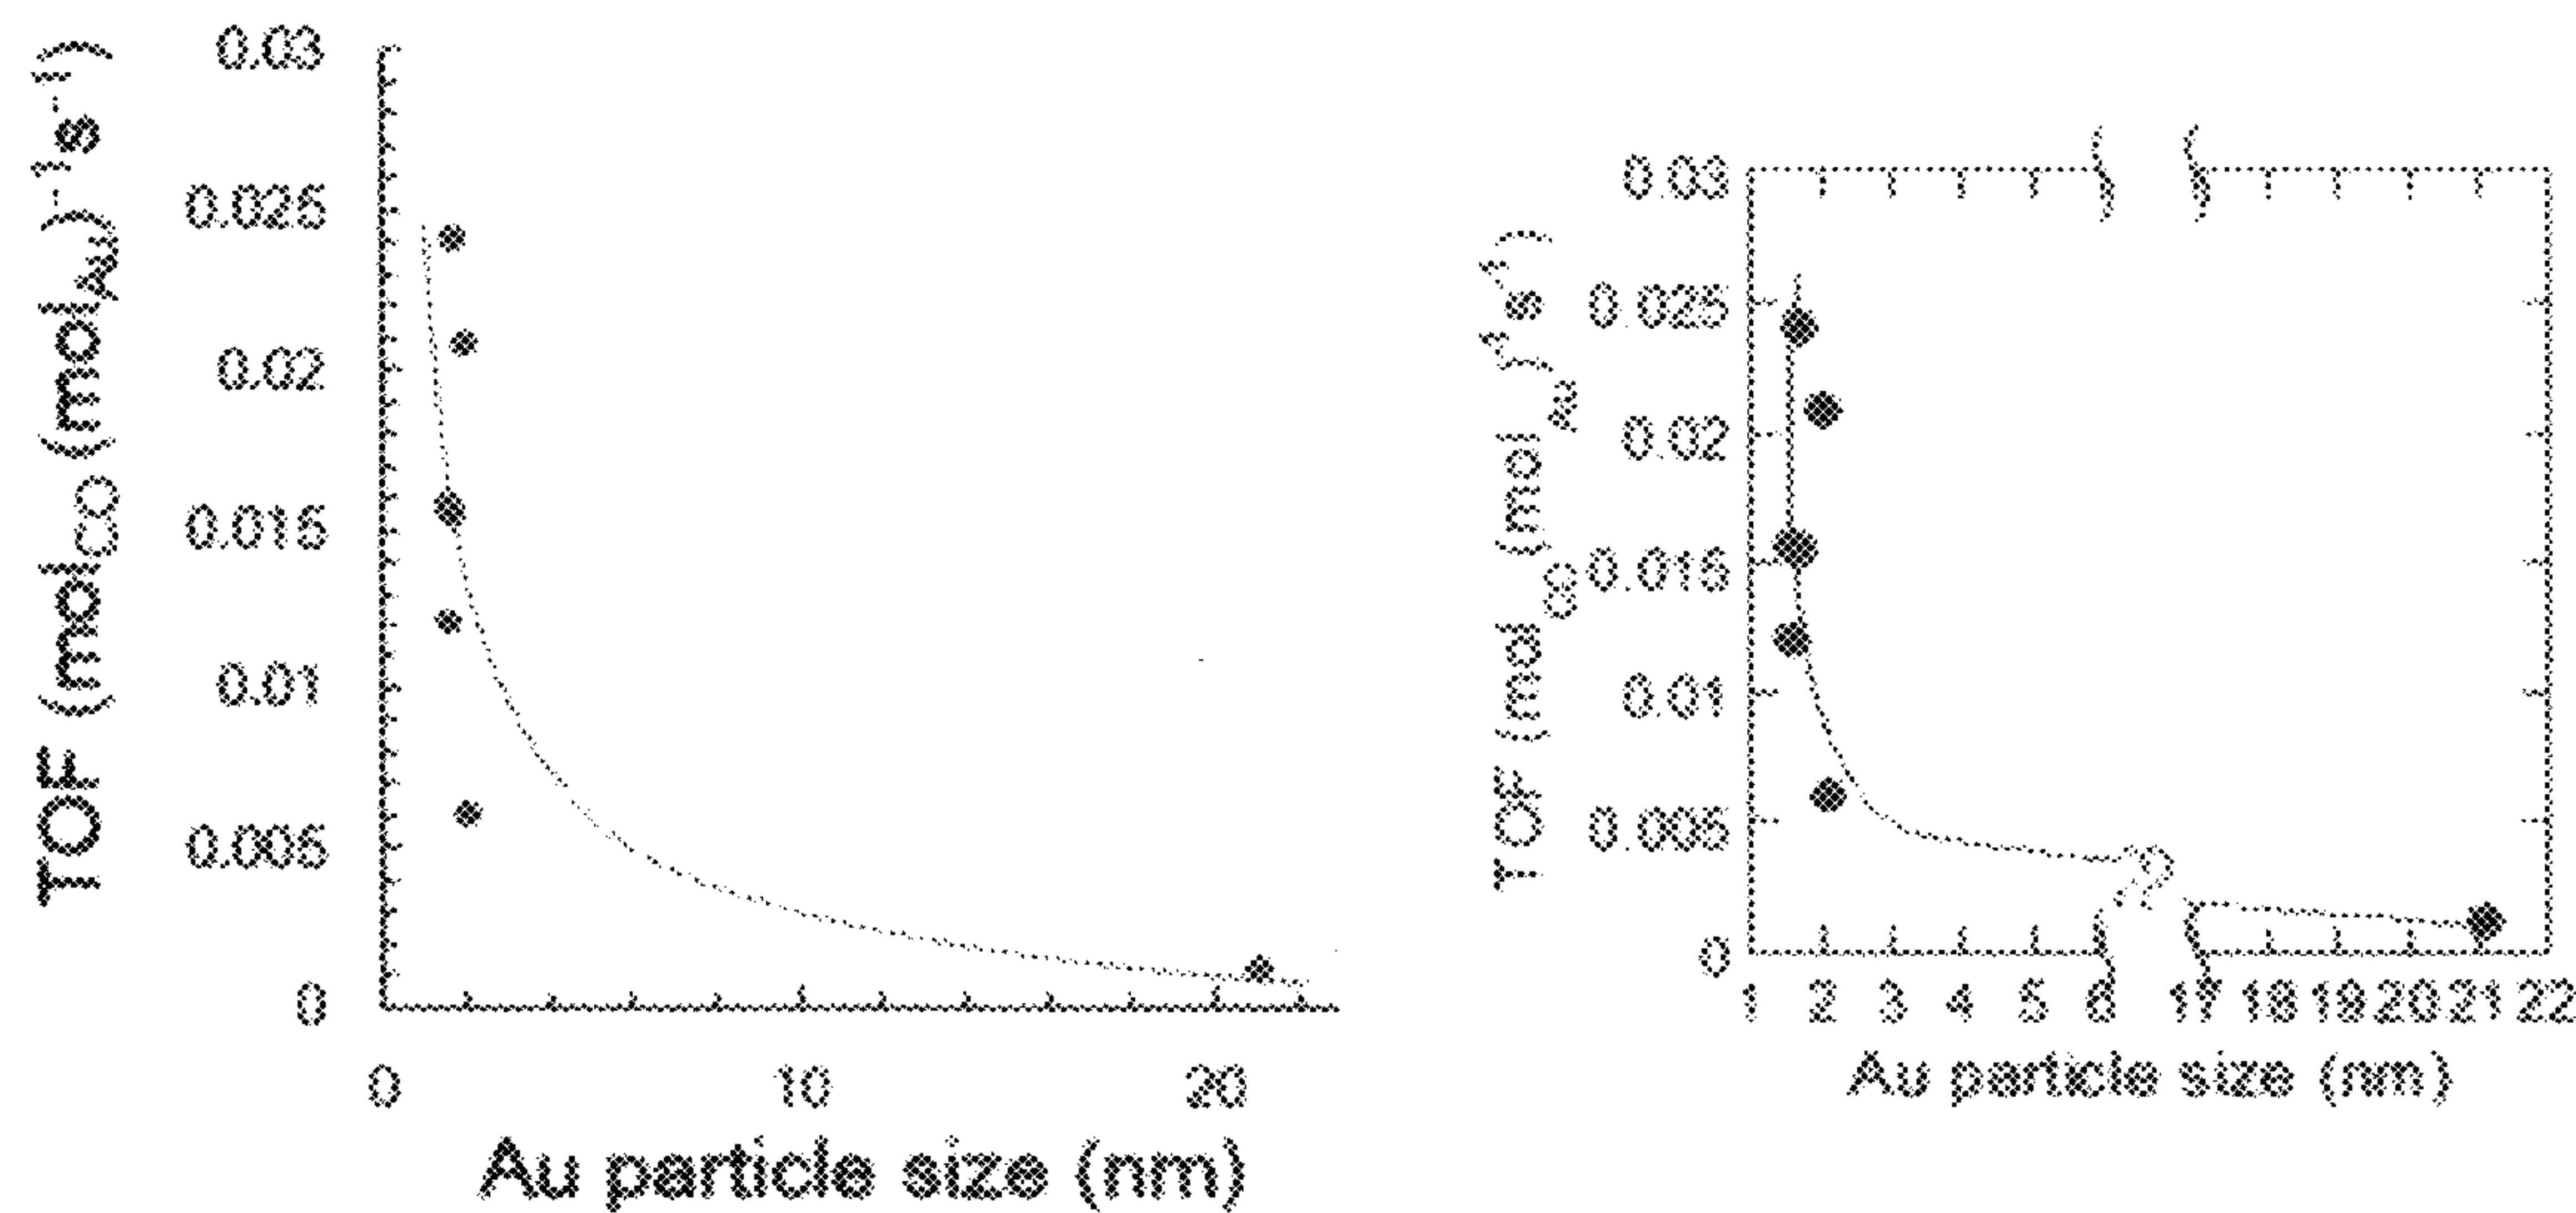 TOF (mol_CO (mol_Au)^-1 s^-1)
0.03
0.025
0.02
0.015
0.01
0.005
0
0 10 20
Au particle size (nm)
TOF (mol_CO (mol_Au)^-1 s^-1)
0.03
0.025
0.02
0.015
0.01
0.005
0
1 2 3 4 5 6 17 18 19 20 21 22
Au particle size (nm)